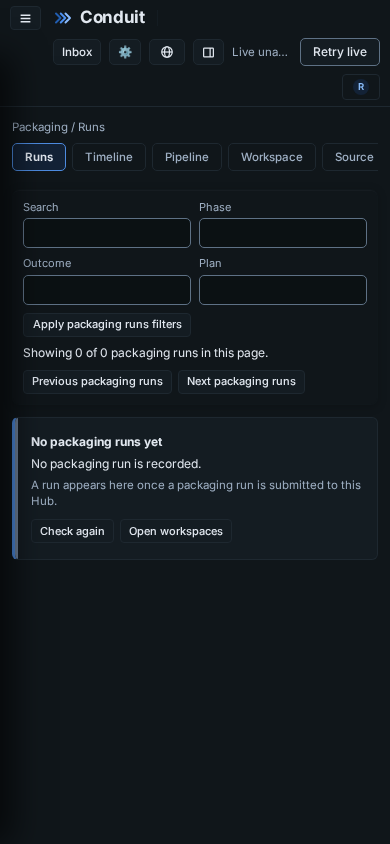 Conduit
Inbox
Live una...
Retry live
R
Packaging / Runs
Runs
Timeline
Pipeline
Workspace
Source
Search
Phase
Outcome
Plan
Apply packaging runs filters
Showing 0 of 0 packaging runs in this page.
Previous packaging runs
Next packaging runs
No packaging runs yet
No packaging run is recorded.
A run appears here once a packaging run is submitted to this
Hub.
Check again
Open workspaces